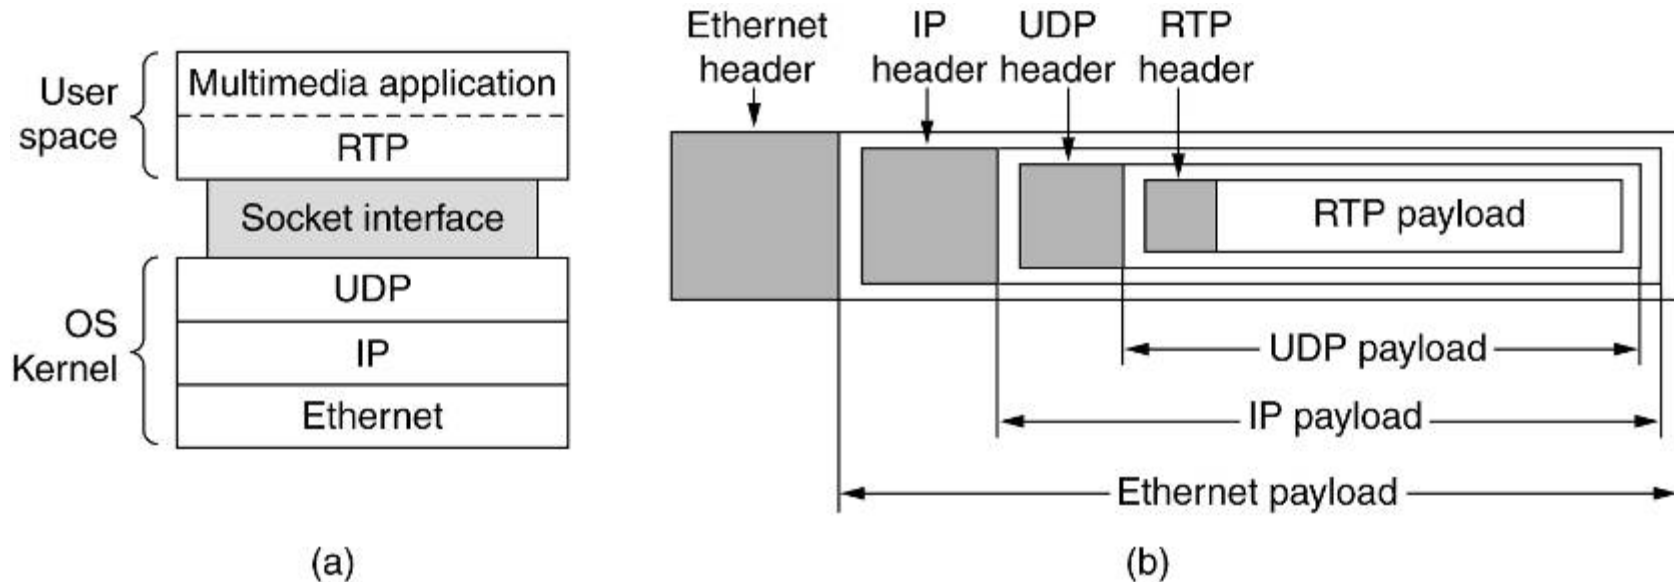 User
space
Multimedia application
RTP
Socket interface
OS
Kernel
UDP
IP
Ethernet
(a)
Ethernet
header
IP
header
UDP
header
RTP
header
RTP payload
UDP payload
IP payload
Ethernet payload
(b)